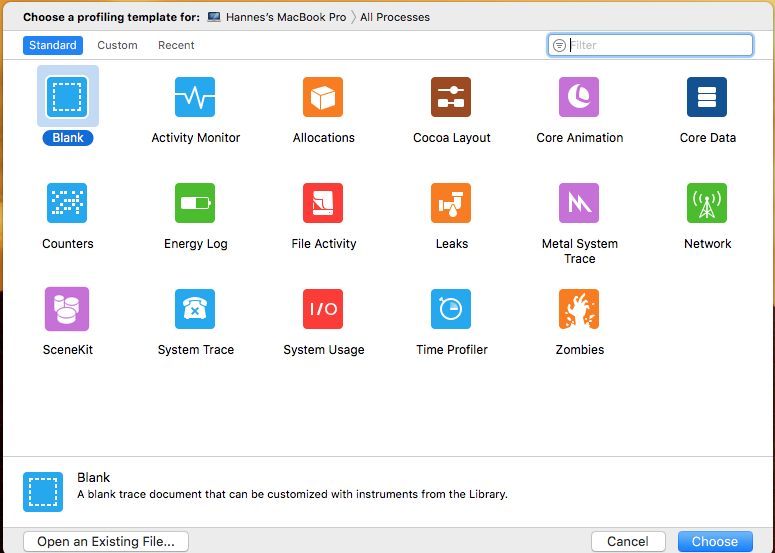 Choose a profiling template for: Hannes's MacBook Pro 〉All Processes
Standard Custom Recent Filter
Blank Activity Monitor Allocations Cocoa Layout Core Animation Core Data
Counters Energy Log File Activity Leaks Metal System Trace Network
I/O
SceneKit System Trace System Usage Time Profiler Zombies
Blank
A blank trace document that can be customized with instruments from the Library.
Open an Existing File... Cancel Choose